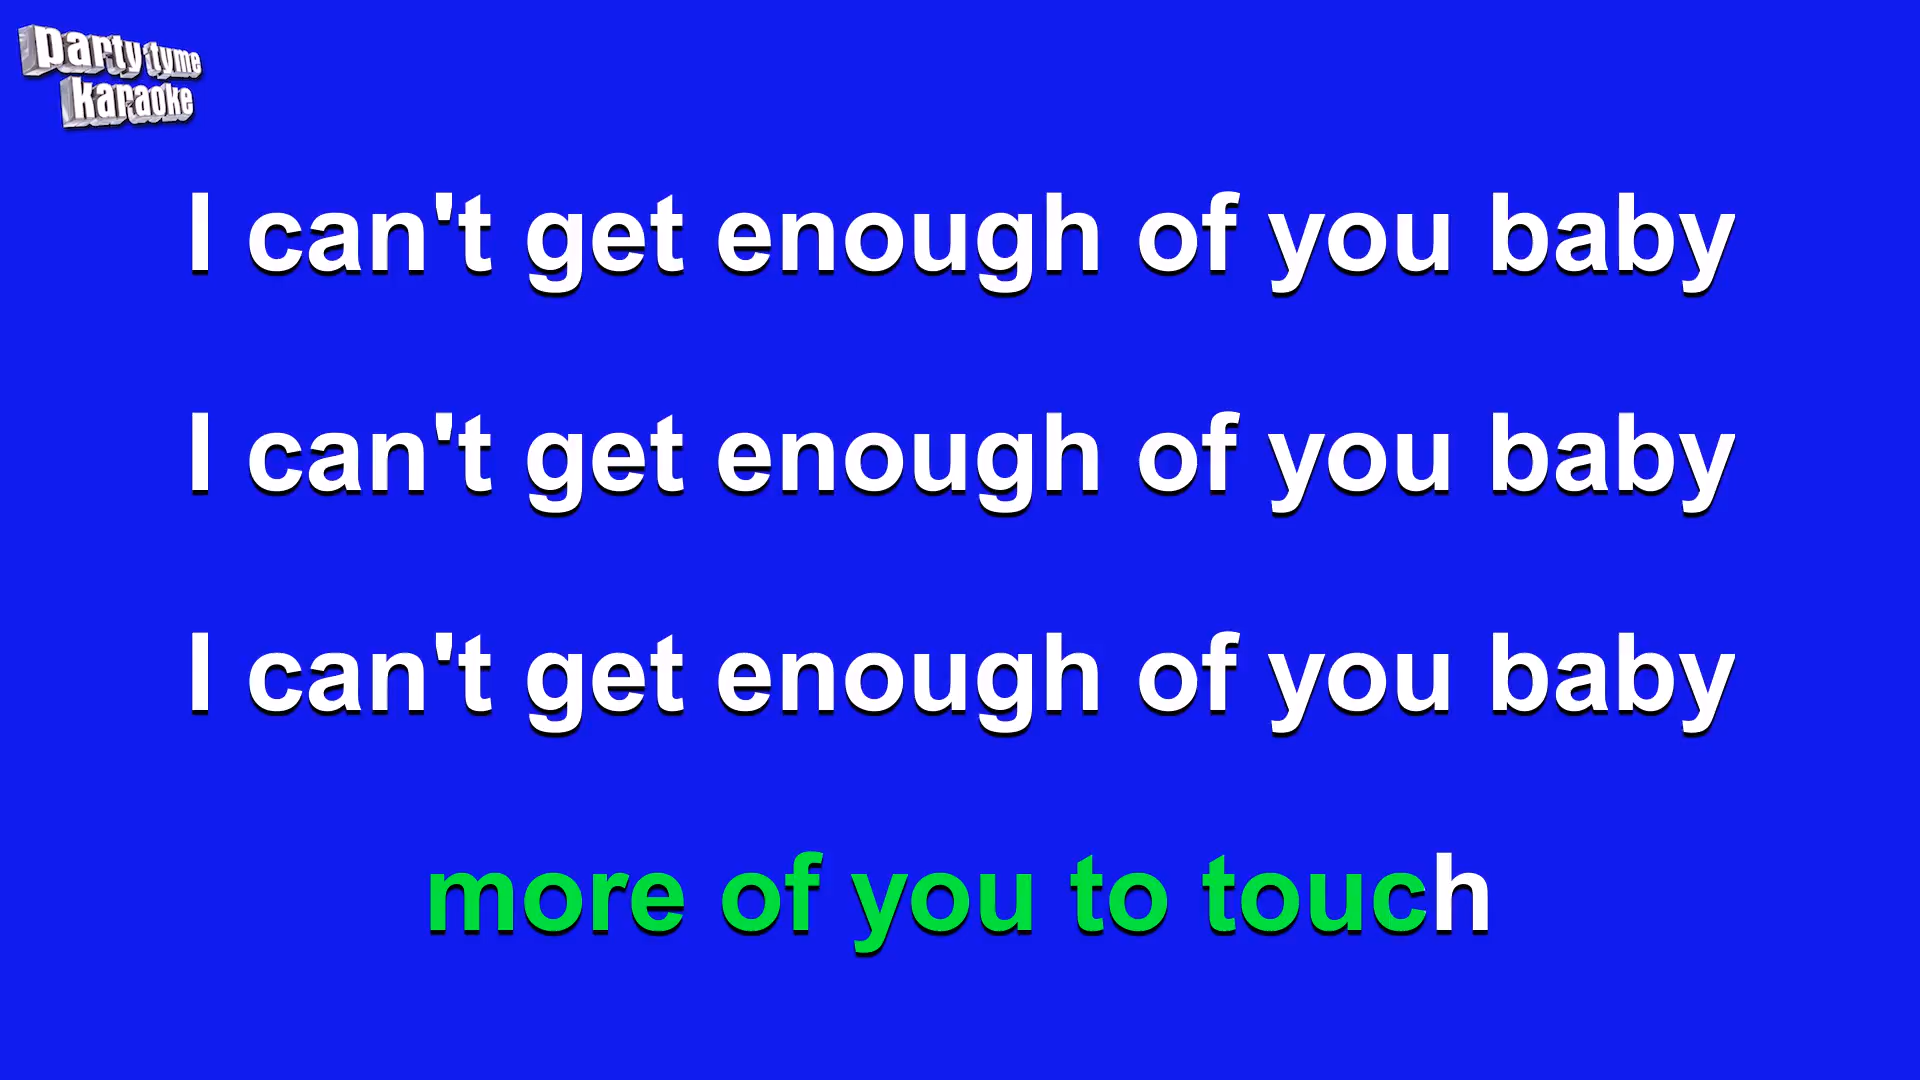 party tyme
karaoke
I can't get enough of you baby
I can't get enough of you baby
I can't get enough of you baby
more of you to touch